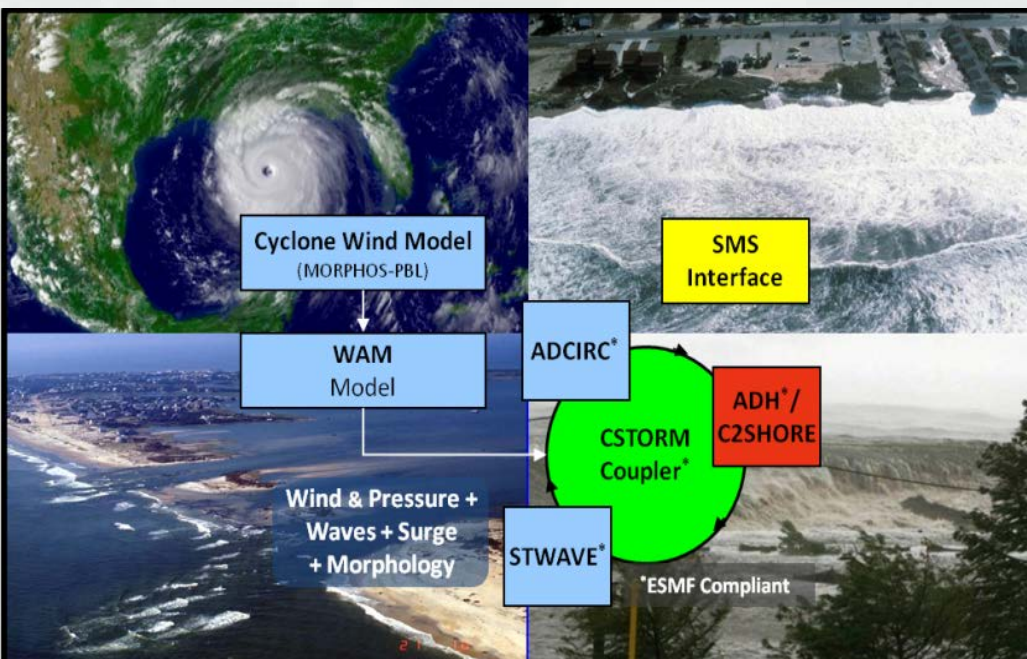 Cyclone Wind Model
(MORPHOS-PBL)
SMS
Interface
WAM
Model
ADCIRC*
ADH*/
C2SHORE
CSTORM
Coupler*
Wind & Pressure +
Waves + Surge
+ Morphology
STWAVE*
*ESMF Compliant